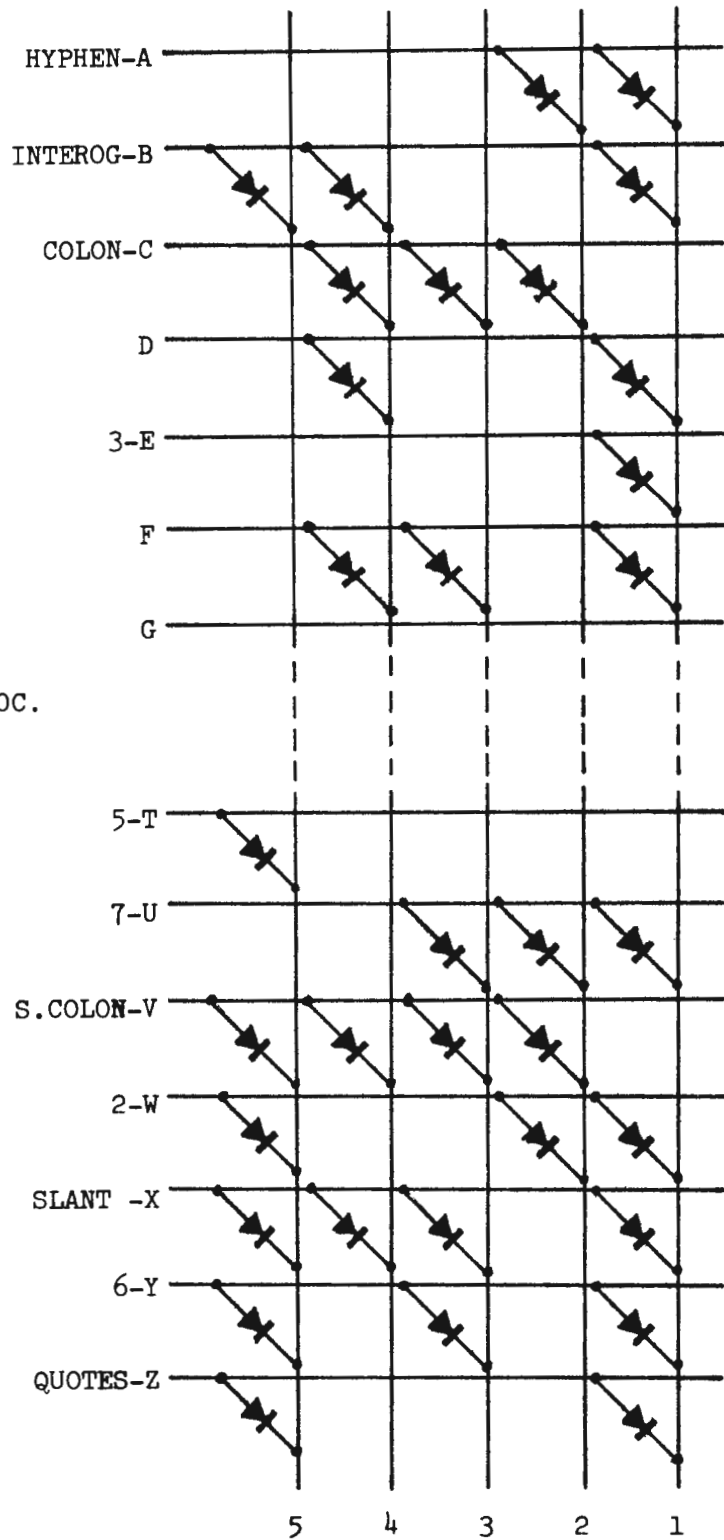 HYPHEN-A
INTEROG-B
COLON-C
D
3-E
F
G
OC.
5-T
7-U
S.COLON-V
2-W
SLANT -X
6-Y
QUOTES-Z
5 4 3 2 1